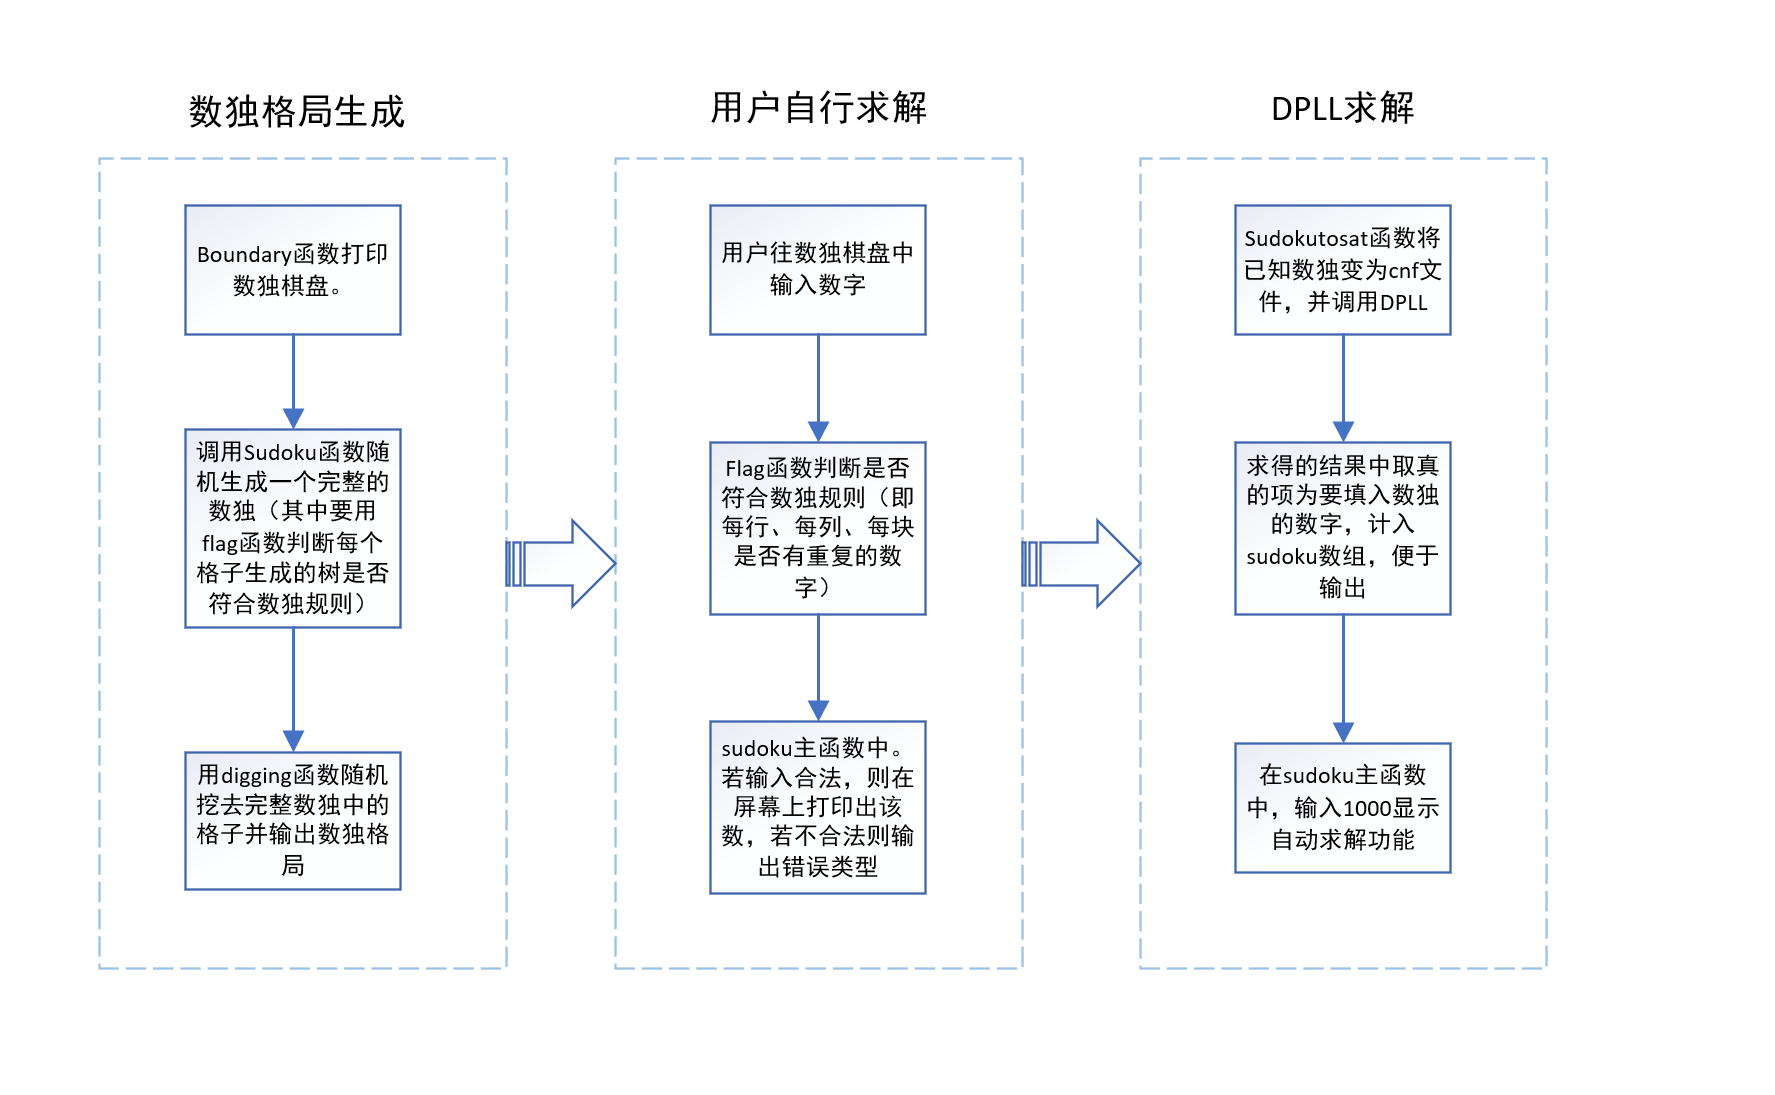 数独格局生成
Boundary函数打印
数独棋盘。
调用Sudoku函数随
机生成一个完整的
数独（其中要用
flag函数判断每个
格子生成的树是否
符合数独规则）
用digging函数随机
挖去完整数独中的
格子并输出数独格
局
用户自行求解
用户往数独棋盘中
输入数字
Flag函数判断是否
符合数独规则（即
每行、每列、每块
是否有重复的数
字）
sudoku主函数中。
若输入合法，则在
屏幕上打印出该
数，若不合法则输
出错误类型
DPLL求解
Sudokutosat函数将
已知数独变为cnf文
件，并调用DPLL
求得的结果中取真
的项为要填入数独
的数字，计入
sudoku数组，便于
输出
在sudoku主函数
中，输入1000显示
自动求解功能